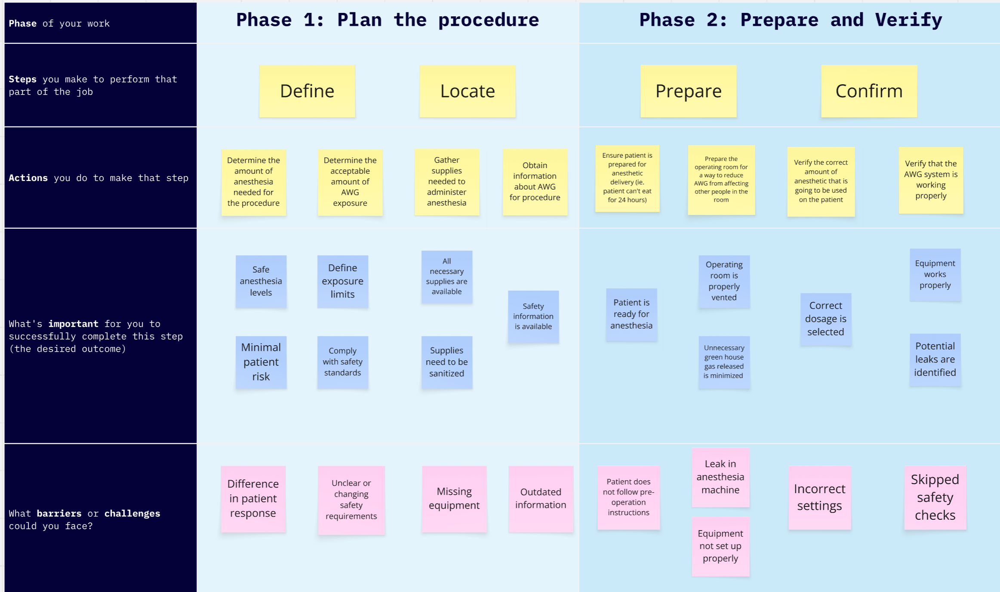 Phase of your work
Phase 1: Plan the procedure
Phase 2: Prepare and Verify
Steps you make to perform that
part of the job
Define
Locate
Prepare
Confirm
Actions you do to make that step
Determine the
amount of
anesthesia
needed for
the procedure
Determine the
acceptable
amount of
AWG
exposure
Gather
supplies
needed to
administer
anesthesia
Obtain
information
about AWG
for procedure
Ensure patient is
prepared for
anesthetic
delivery (ie.
patient can't eat
for 24 hours)
Prepare the
operating room for
a way to reduce
AWG from affecting
other people in the
room
Verify the correct
amount of
anesthetic that is
going to be used
on the patient
Verify that the
AWG system is
working
properly
What's important for you to
successfully complete this step
(the desired outcome)
Safe
anesthesia
levels
Minimal
patient
risk
Define
exposure
limits
Comply
with safety
standards
All
necessary
supplies are
available
Supplies
need to be
sanitized
Safety
information
is available
Patient is
ready for
anesthesia
Operating
room is
properly
vented
Unnecessary
green house
gas released
is minimized
Correct
dosage is
selected
Equipment
works
properly
Potential
leaks are
identified
What barriers or challenges
could you face?
Difference
in patient
response
Unclear or
changing
safety
requirements
Missing
equipment
Outdated
information
Patient does
not follow pre-
operation
instructions
Leak in
anesthesia
machine
Equipment
not set up
properly
Incorrect
settings
Skipped
safety
checks